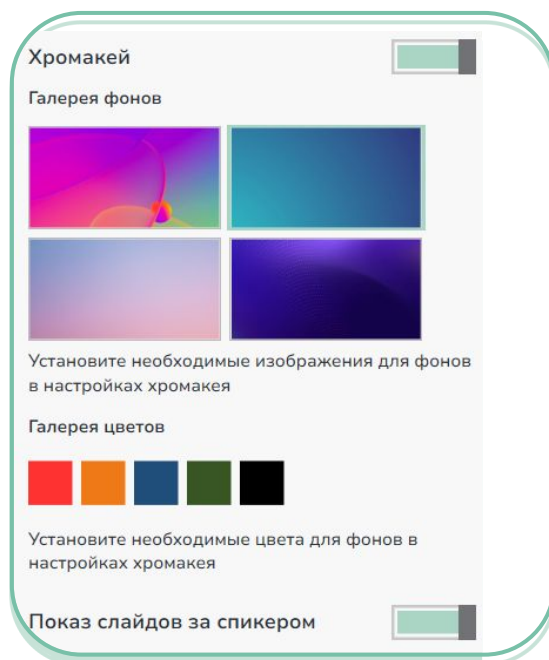 Хромакей
Галерея фонов
Установите необходимые изображения для фонов
в настройках хромакея
Галерея цветов
Установите необходимые цвета для фонов в
настройках хромакея
Показ слайдов за спикером